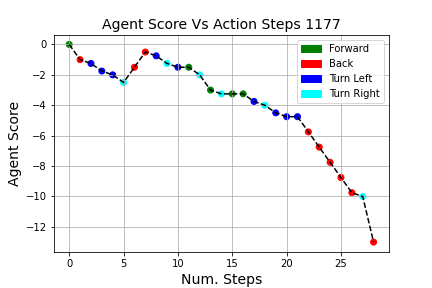 Agent Score Vs Action Steps 1177
Agent Score
0
−2
−4
−6
−8
−10
−12
Forward
Back
Turn Left
Turn Right
0 5 10 15 20 25
Num. Steps